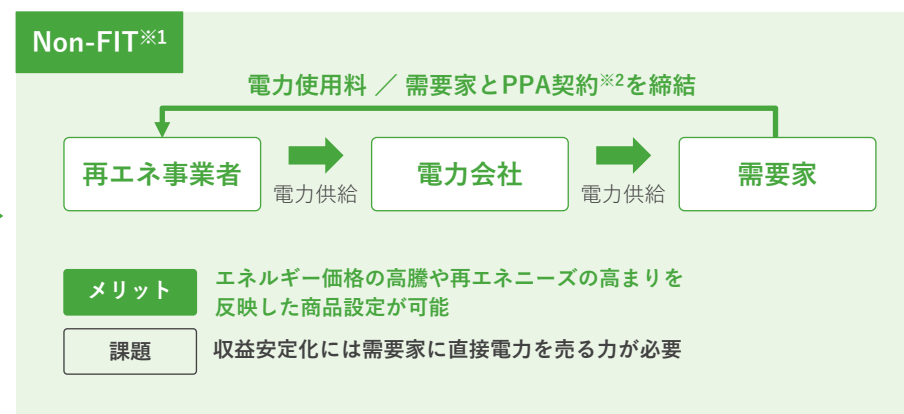 Non-FIT※1
電力使用料 ／ 需要家とPPA契約※2を締結
再エネ事業者
電力供給
電力会社
電力供給
需要家
メリット
エネルギー価格の高騰や再エネニーズの高まりを
反映した商品設定が可能
課題
収益安定化には需要家に直接電力を売る力が必要